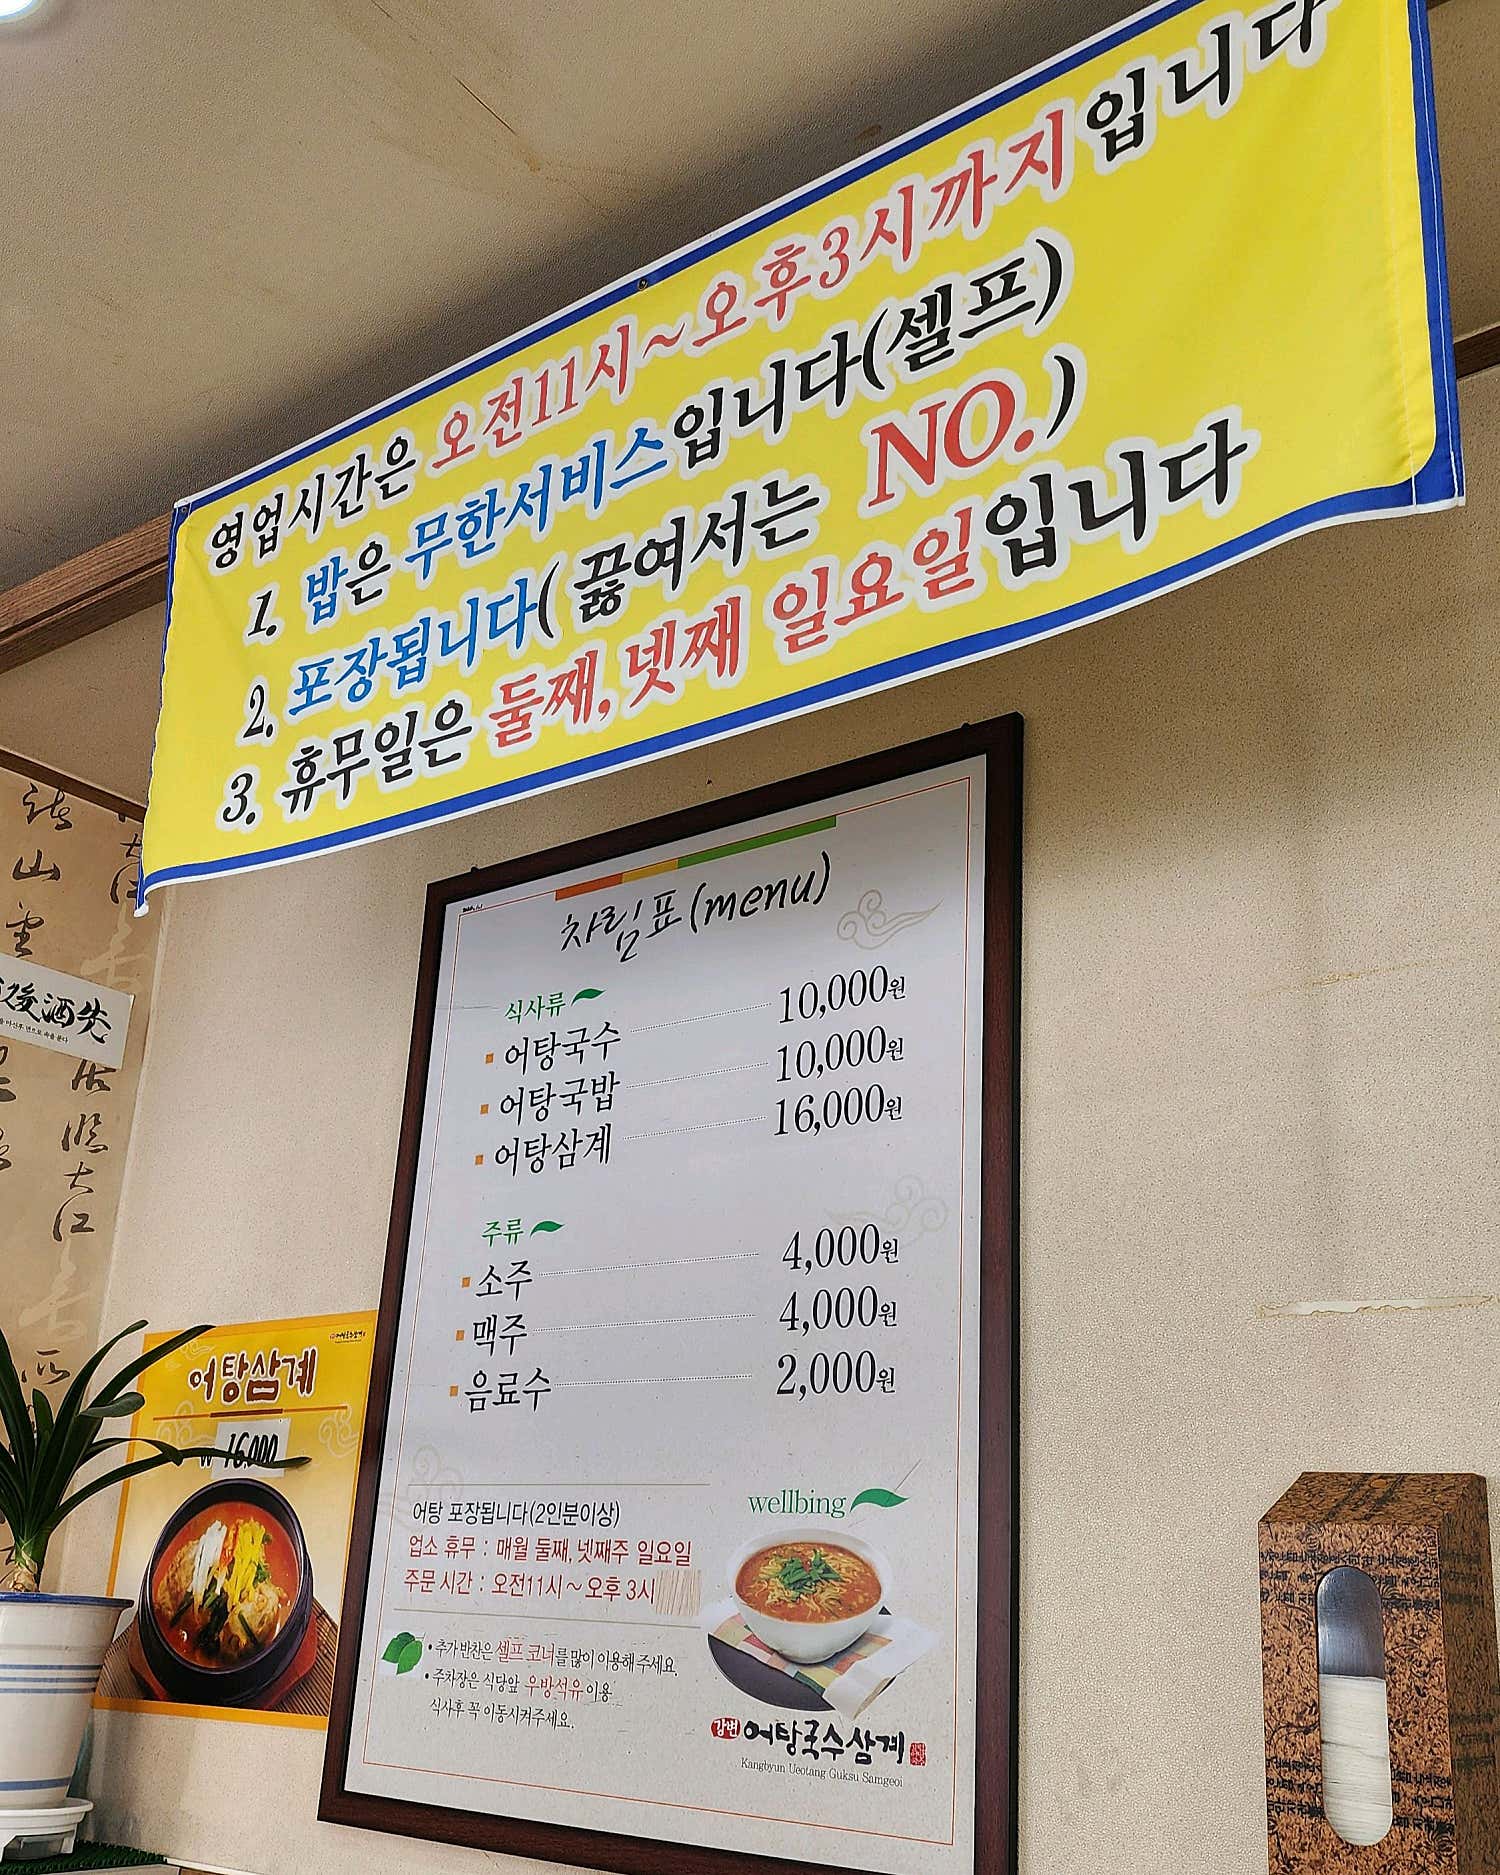 영업시간은 오전11시~오후3시까지입니다
1. 밥은 무한서비스입니다(셀프)
2. 포장됩니다( 끓여서는 NO.)
3. 휴무일은 둘째, 넷째 일요일입니다
차림표(menu)
식사류
어탕국수 10,000원
어탕국밥 10,000원
어탕삼계 16,000원
주류
소주 4,000원
맥주 4,000원
음료수 2,000원
어탕 포장됩니다(2인분이상)
업소 휴무 : 매월 둘째, 넷째주 일요일
주문 시간 : 오전11시~오후 3시
• 추가 반찬은 셀프 코너를 많이 이용해 주세요.
• 주차장은 식당앞 우방석유 이용
식사후 꼭 이동시켜주세요.
wellbing
강변 어탕국수삼계
Kangbyun Ueotang Guksu Samgeoi
어탕삼계
₩ 16,000
後酒先
山
雲
大江